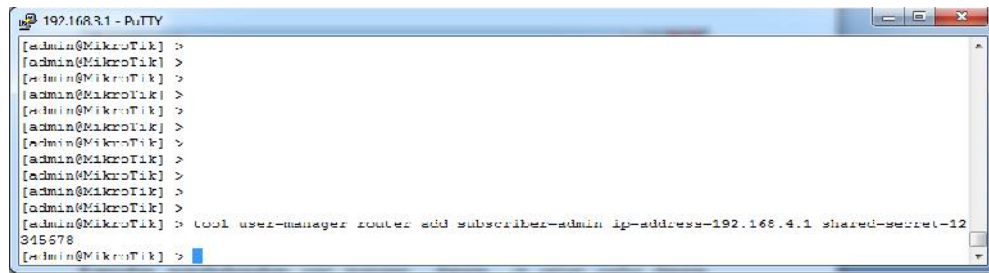 192.168.3.1 - PuTTY
[admin@MikroTik] >
[admin@MikroTik] >
[admin@MikroTik] >
[admin@MikroTik] >
[admin@MikroTik] >
[admin@MikroTik] >
[admin@MikroTik] >
[admin@MikroTik] >
[admin@MikroTik] >
[admin@MikroTik] >
[admin@MikroTik] >
[admin@MikroTik] > tool user-manager router add subscriber=admin ip-address=192.168.4.1 shared-secret=12
345678
[admin@MikroTik] >